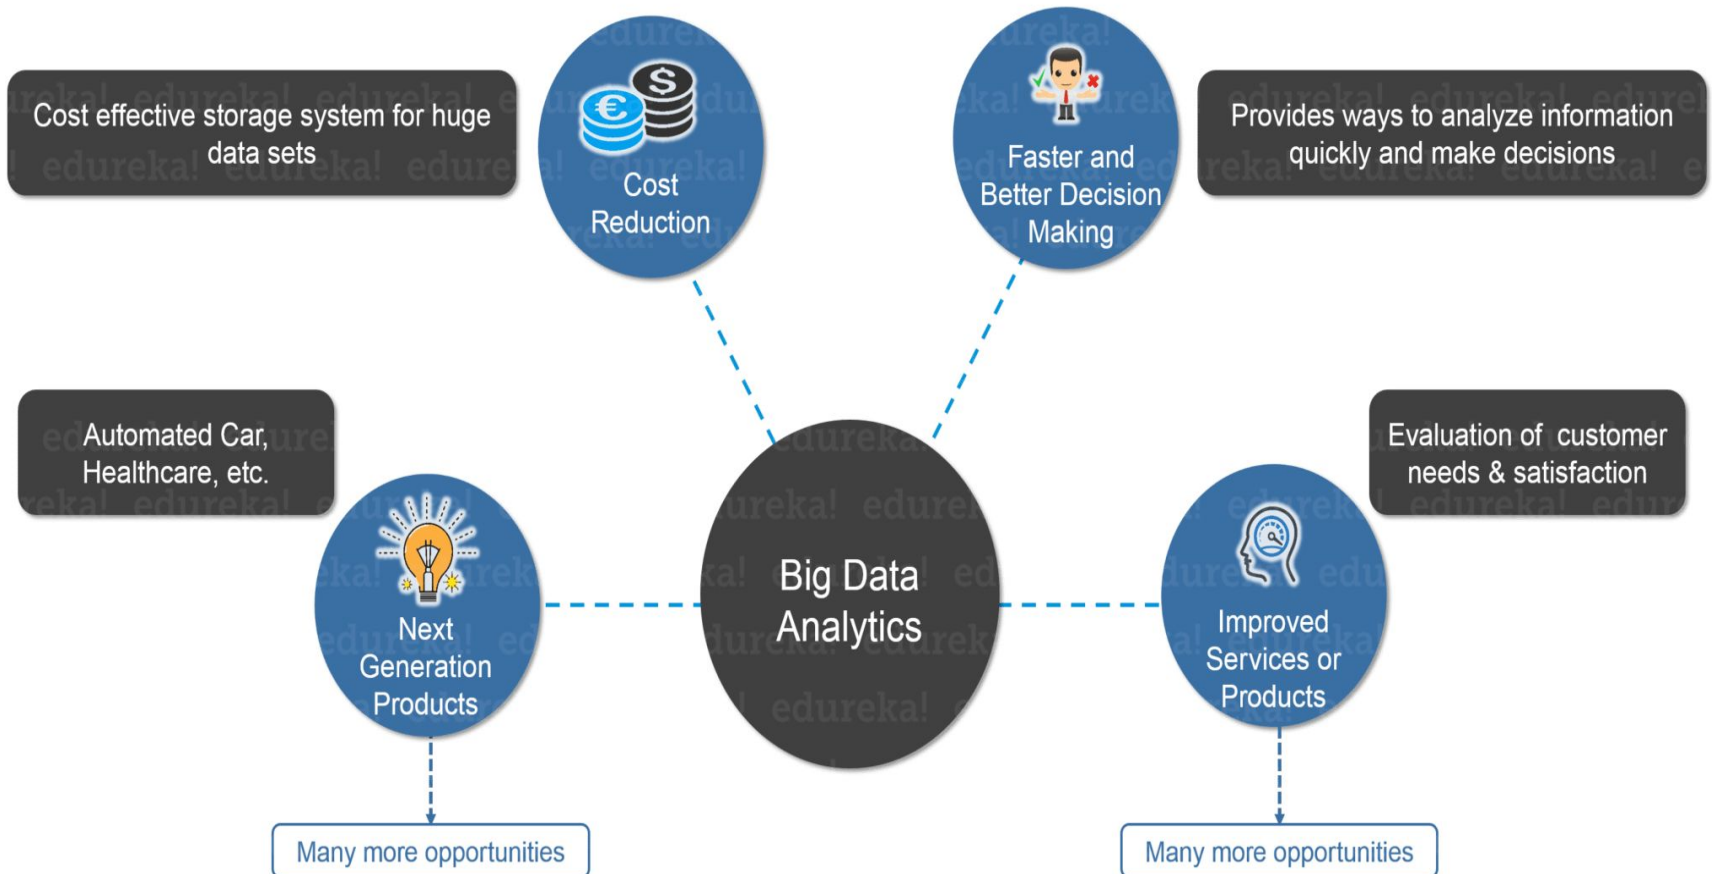 Cost effective storage system for huge
data sets
Cost
Reduction
Faster and
Better Decision
Making
Provides ways to analyze information
quickly and make decisions
Automated Car,
Healthcare, etc.
Next
Generation
Products
Big Data
Analytics
Improved
Services or
Products
Evaluation of customer
needs & satisfaction
Many more opportunities
Many more opportunities
edureka!